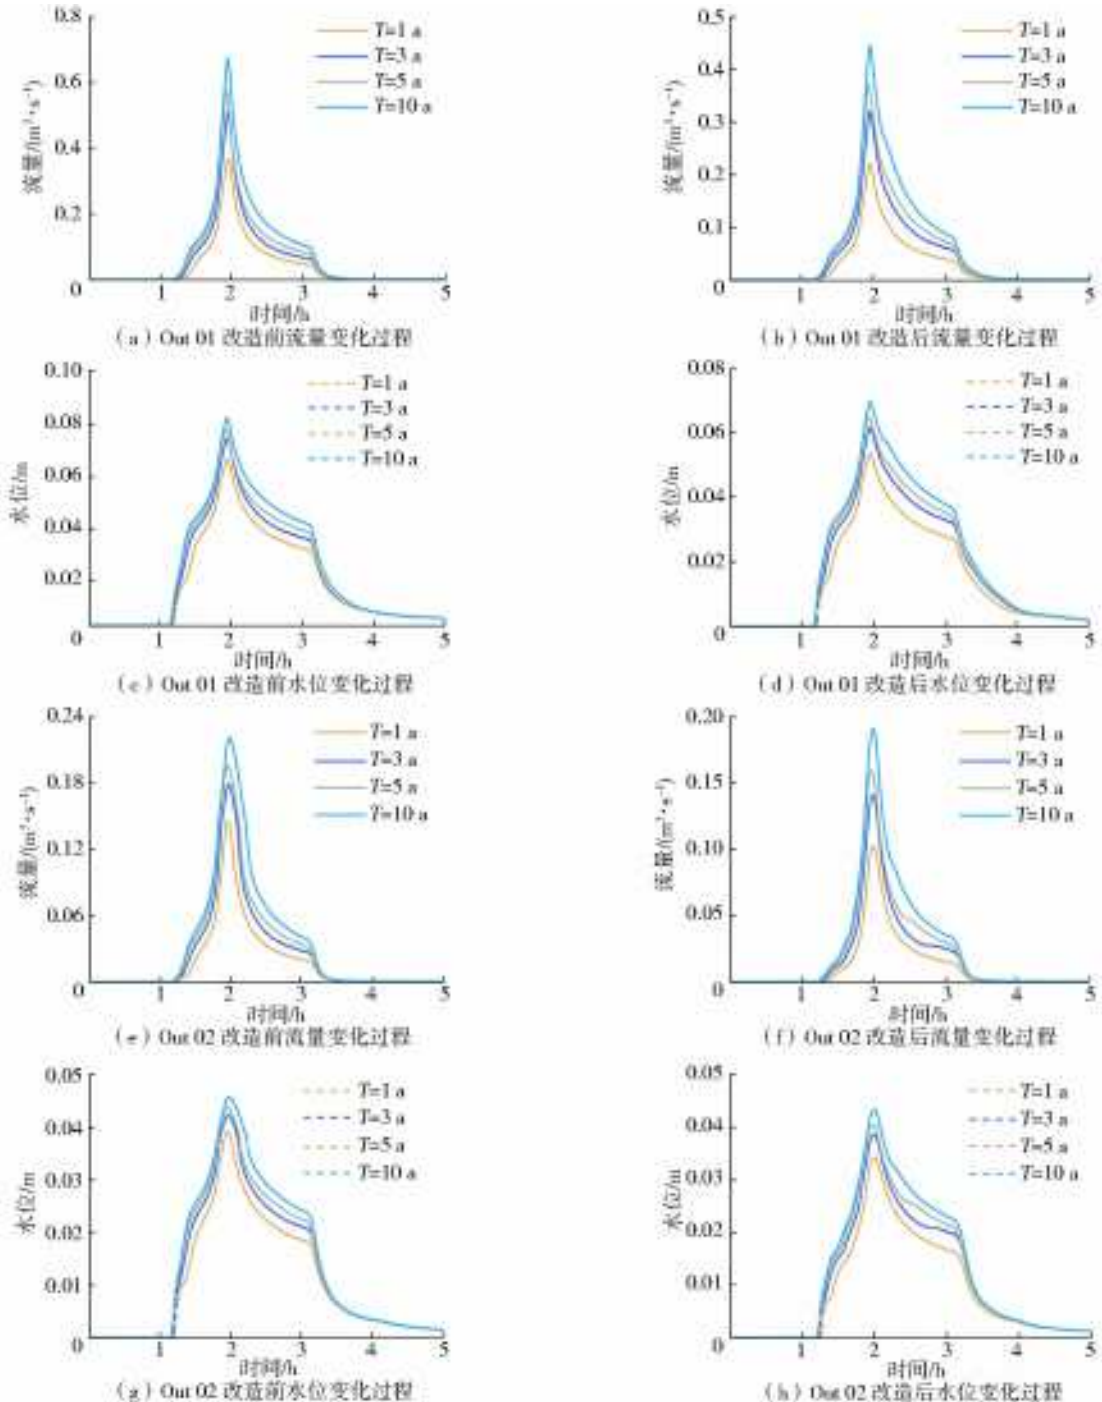 0.8
0.6
0.4
0.2
0
流量/(m³·s⁻¹)
T=1 a
T=3 a
T=5 a
T=10 a
1 2 3 4 5
时间/h
(a) Out 01 改造前流量变化过程
0.5
0.4
0.3
0.2
0.1
0
流量/(m³·s⁻¹)
T=1 a
T=3 a
T=5 a
T=10 a
1 2 3 4 5
时间/h
(b) Out 01 改造后流量变化过程
0.10
0.08
0.06
0.04
0.02
0
水位/m
T=1 a
T=3 a
T=5 a
T=10 a
1 2 3 4 5
时间/h
(c) Out 01 改造前水位变化过程
0.08
0.06
0.04
0.02
0
水位/m
T=1 a
T=3 a
T=5 a
T=10 a
1 2 3 4 5
时间/h
(d) Out 01 改造后水位变化过程
0.24
0.18
0.12
0.06
0
流量/(m³·s⁻¹)
T=1 a
T=3 a
T=5 a
T=10 a
1 2 3 4 5
时间/h
(e) Out 02 改造前流量变化过程
0.20
0.15
0.10
0.05
0
流量/(m³·s⁻¹)
T=1 a
T=3 a
T=5 a
T=10 a
1 2 3 4 5
时间/h
(f) Out 02 改造后流量变化过程
0.05
0.04
0.03
0.02
0.01
0
水位/m
T=1 a
T=3 a
T=5 a
T=10 a
1 2 3 4 5
时间/h
(g) Out 02 改造前水位变化过程
0.05
0.04
0.03
0.02
0.01
0
水位/m
T=1 a
T=3 a
T=5 a
T=10 a
1 2 3 4 5
时间/h
(h) Out 02 改造后水位变化过程